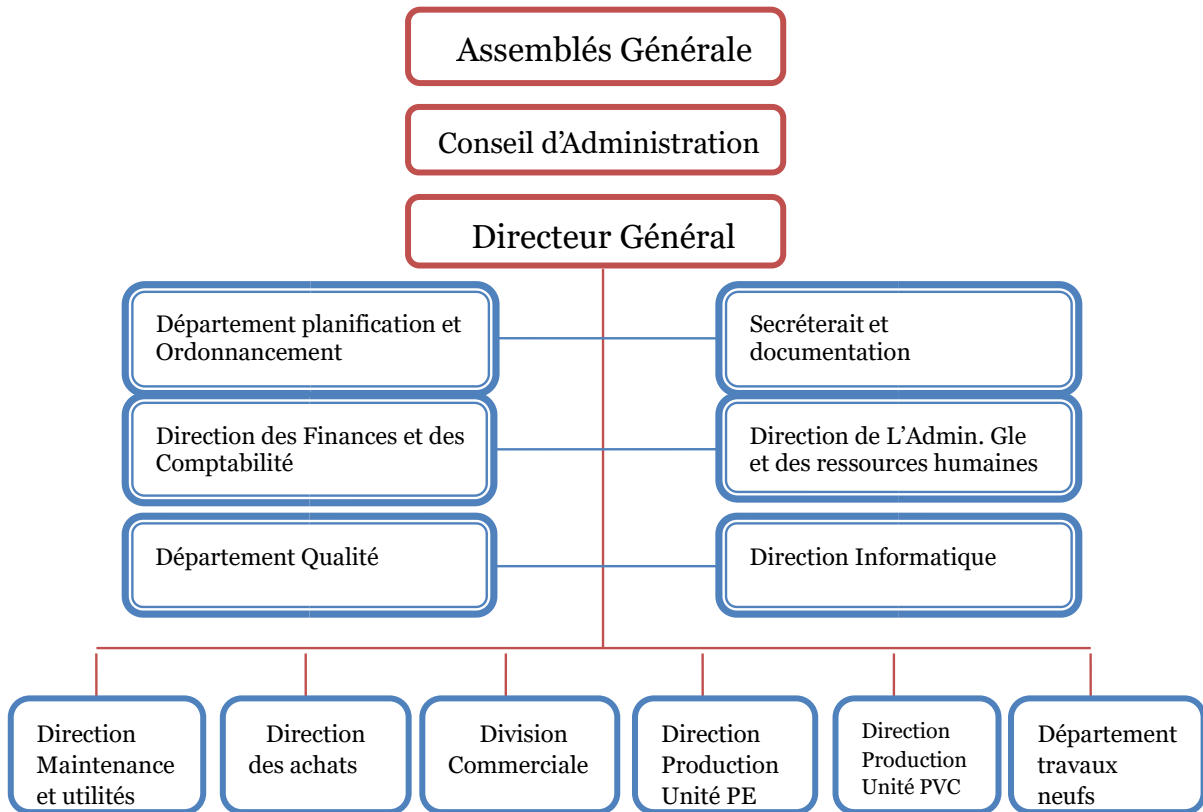 Assemblés Générale
Conseil d'Administration
Directeur Général
Département planification et
Ordonnancement
Secréterait et
documentation
Direction des Finances et des
Comptabilité
Direction de L'Admin. Gle
et des ressources humaines
Département Qualité
Direction Informatique
Direction
Maintenance
et utilités
Direction
des achats
Division
Commerciale
Direction
Production
Unité PE
Direction
Production
Unité PVC
Département
travaux
neufs